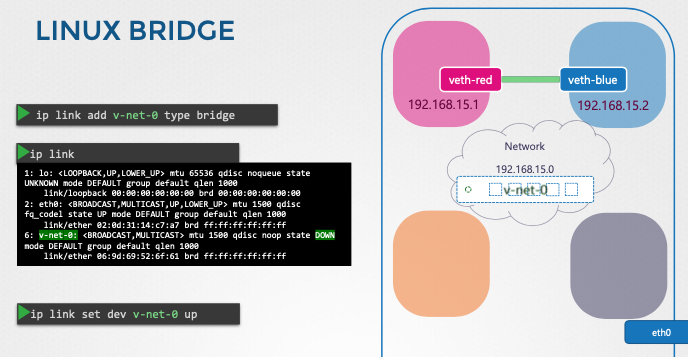 LINUX BRIDGE
ip link add v-net-0 type bridge
ip link
1: lo: <LOOPBACK,UP,LOWER_UP> mtu 65536 qdisc noqueue state
UNKNOWN mode DEFAULT group default qlen 1000
link/loopback 00:00:00:00:00:00 brd 00:00:00:00:00:00
2: eth0: <BROADCAST,MULTICAST,UP,LOWER_UP> mtu 1500 qdisc
fq_codel state UP mode DEFAULT group default qlen 1000
link/ether 02:0d:31:14:c7:a7 brd ff:ff:ff:ff:ff:ff
6: v-net-0: <BROADCAST,MULTICAST> mtu 1500 qdisc noop state DOWN
mode DEFAULT group default qlen 1000
link/ether 06:9d:69:52:6f:61 brd ff:ff:ff:ff:ff:ff
ip link set dev v-net-0 up
veth-red
veth-blue
192.168.15.1
192.168.15.2
Network
192.168.15.0
v-net-0
eth0